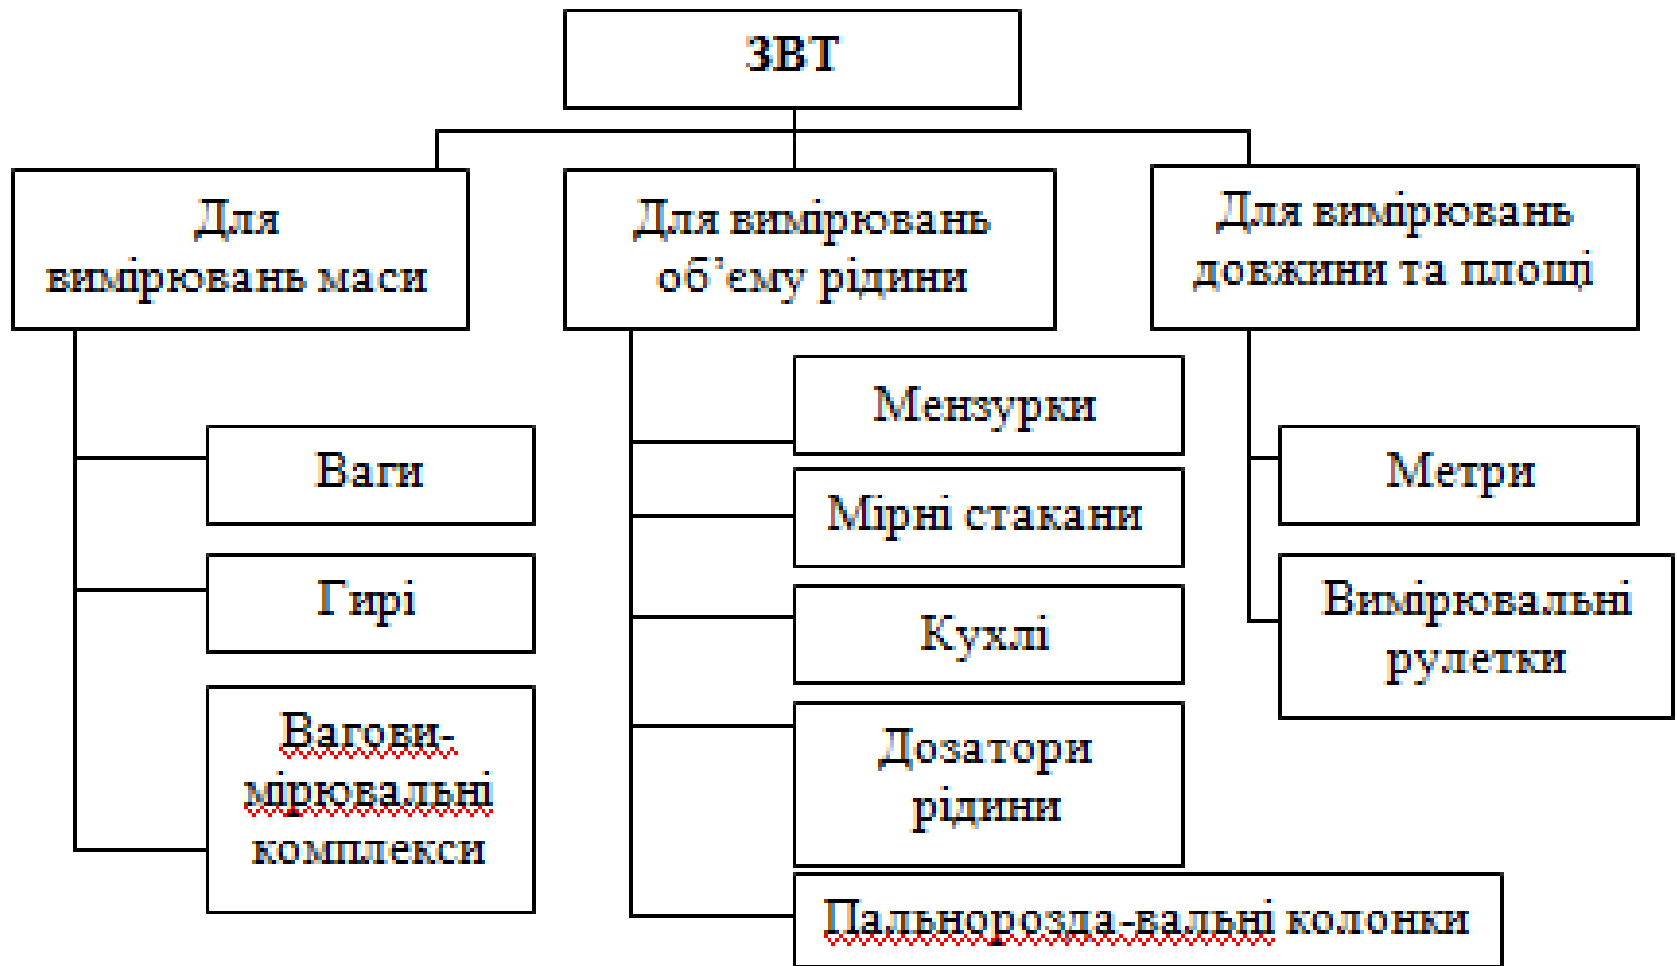 ЗВТ
Для
вимірювань маси
Для вимірювань
об’єму рідини
Для вимірювань
довжини та площі
Ваги
Гирі
Вагови-
мірювальні
комплекси
Мензурки
Мірні стакани
Кухлі
Дозатори
рідини
Пальнорозда-вальні колонки
Метри
Вимірювальні
рулетки